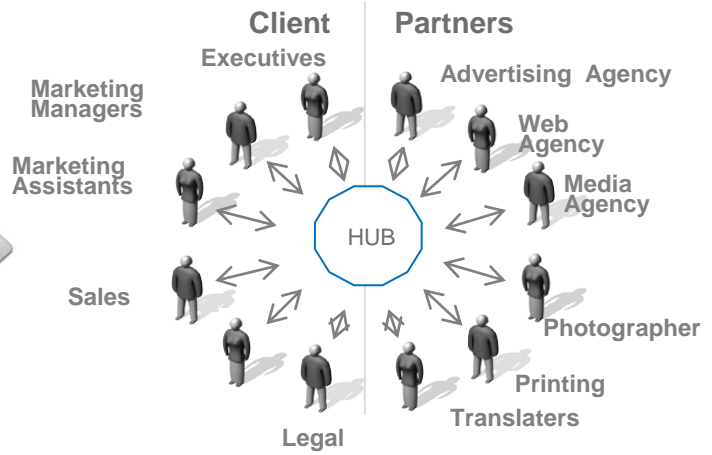 Client
Partners
Executives
Advertising Agency
Marketing
Managers
Web
Agency
Marketing
Assistants
Media
Agency
HUB
Sales
Photographer
Printing
Translaters
Legal